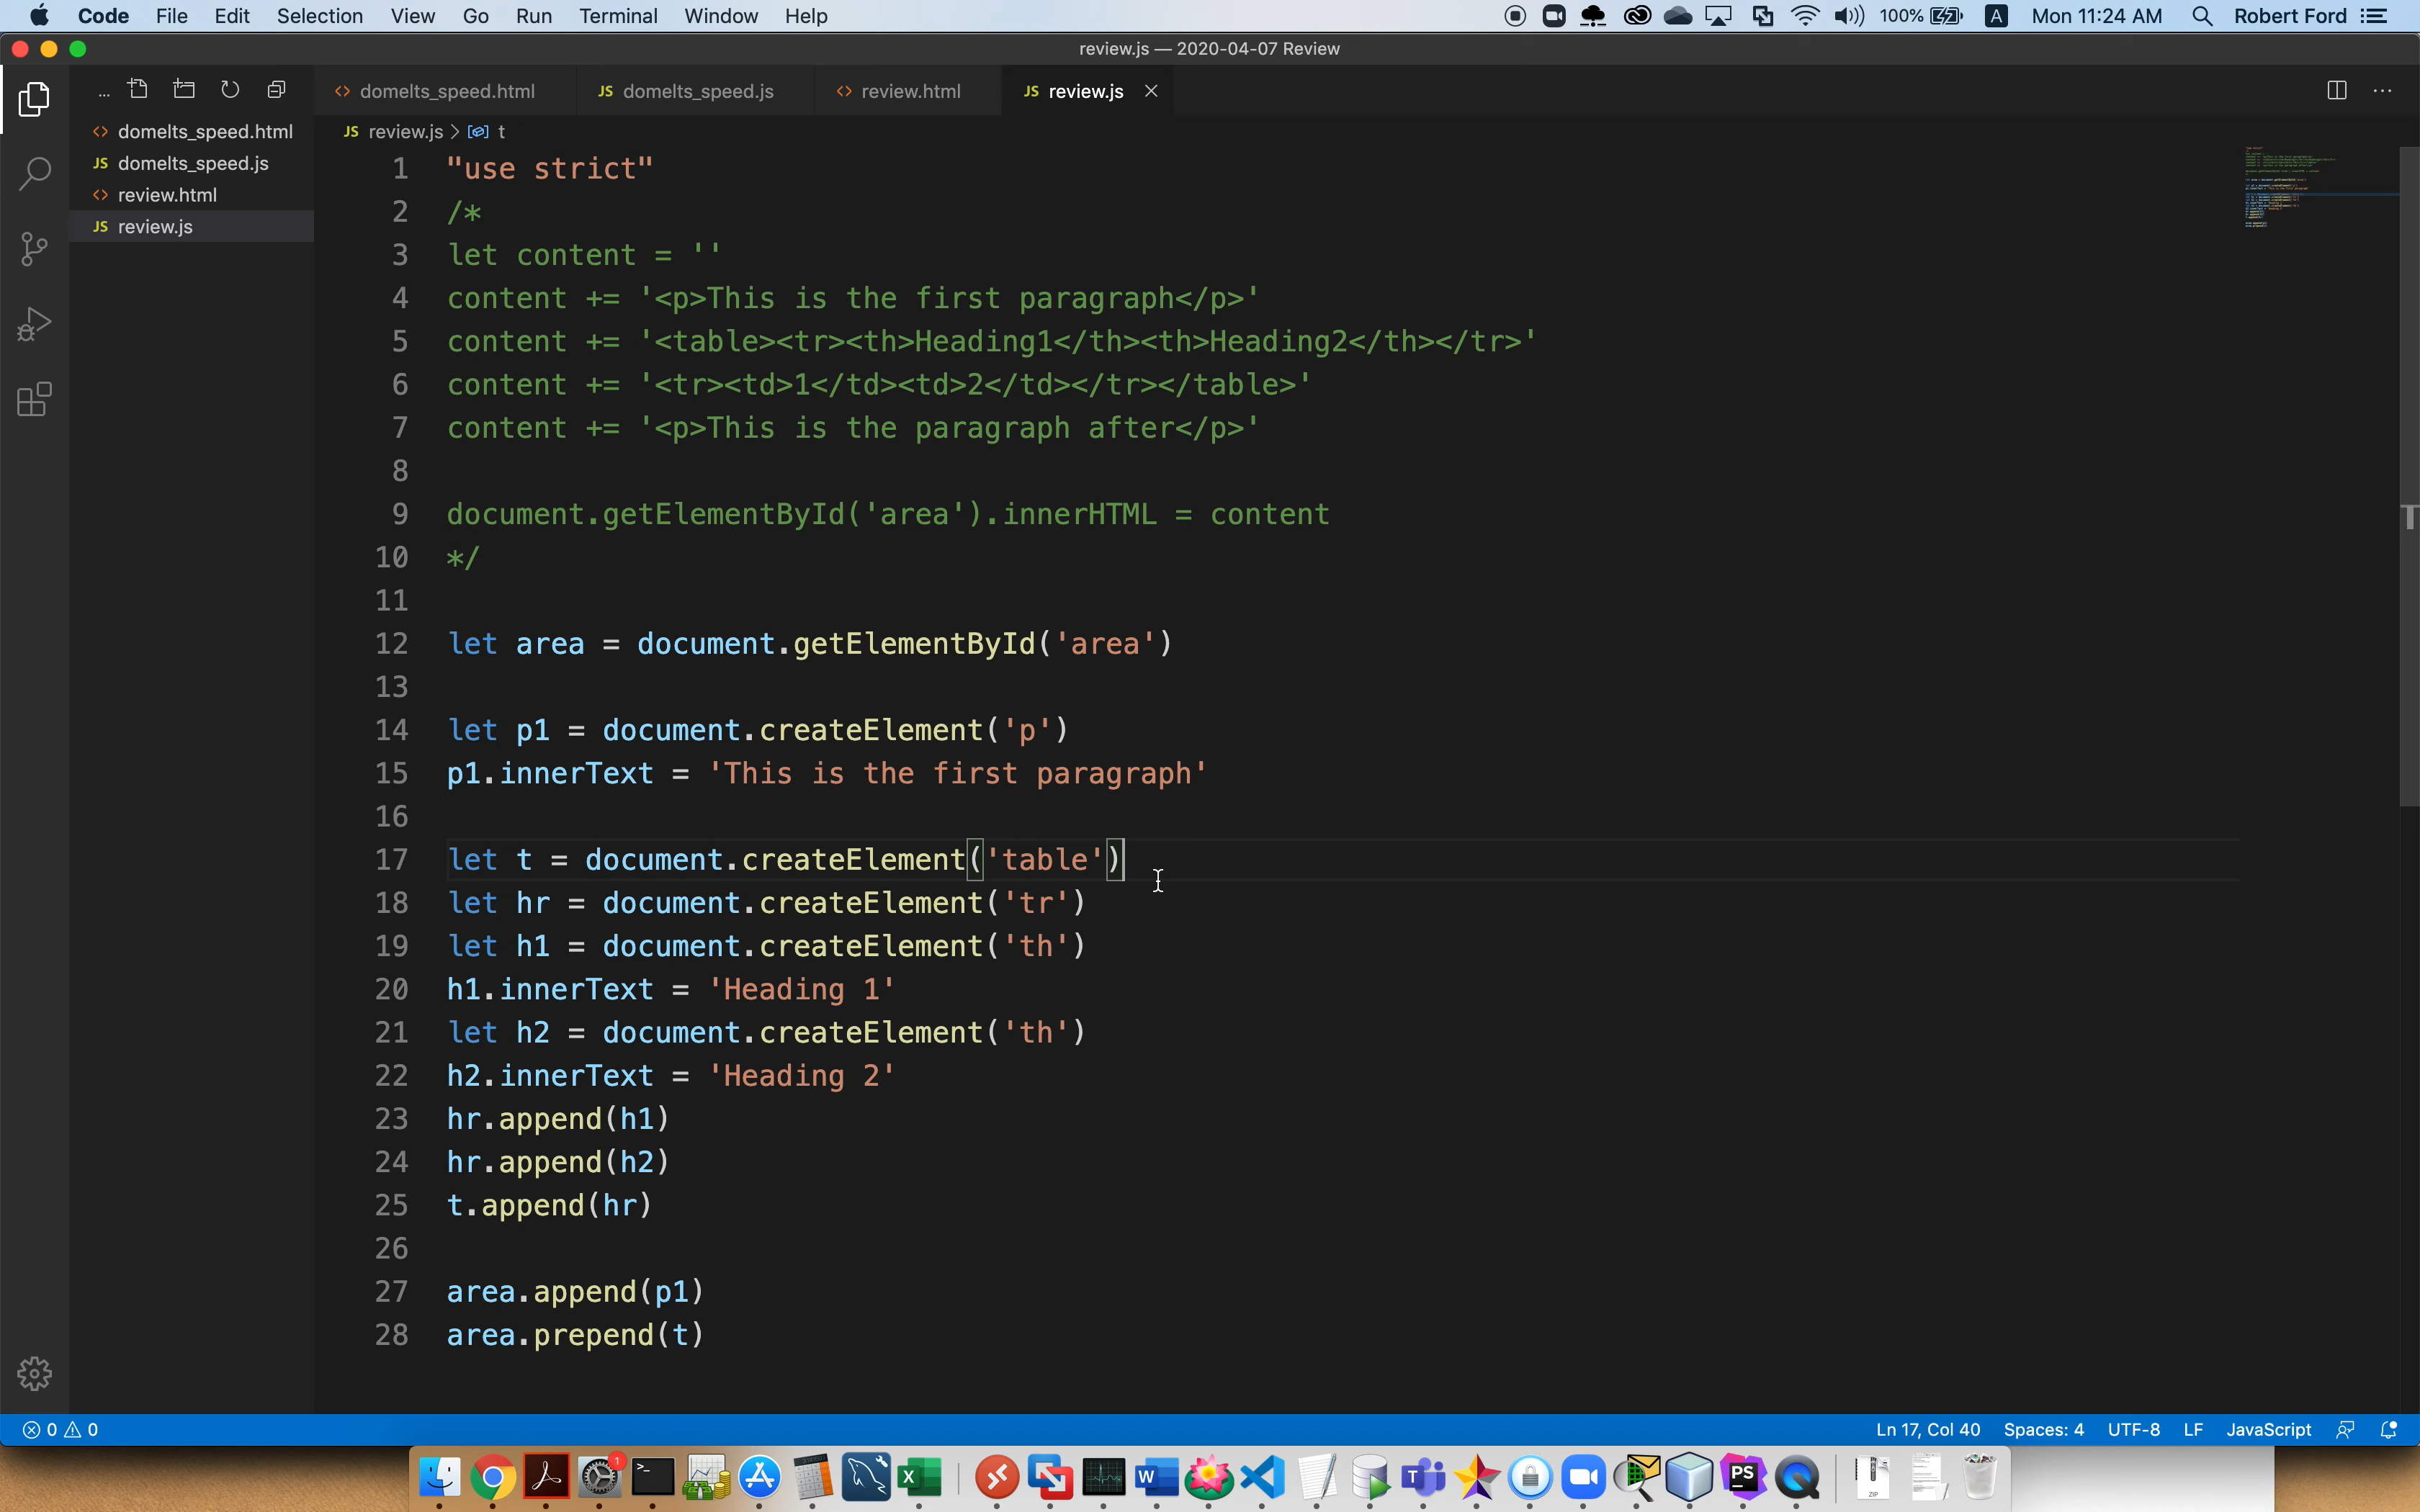 Code File Edit Selection View Go Run Terminal Window Help 100% A Mon 11:24 AM Robert Ford
review.js — 2020-04-07 Review
... domelts_speed.html JS domelts_speed.js review.html JS review.js
domelts_speed.html
JS domelts_speed.js
review.html
JS review.js
JS review.js > t
1 "use strict"
2 /*
3 let content = ''
4 content += '<p>This is the first paragraph</p>'
5 content += '<table><tr><th>Heading1</th><th>Heading2</th></tr>'
6 content += '<tr><td>1</td><td>2</td></tr></table>'
7 content += '<p>This is the paragraph after</p>'
8
9 document.getElementById('area').innerHTML = content
10 */
11
12 let area = document.getElementById('area')
13
14 let p1 = document.createElement('p')
15 p1.innerText = 'This is the first paragraph'
16
17 let t = document.createElement('table')
18 let hr = document.createElement('tr')
19 let h1 = document.createElement('th')
20 h1.innerText = 'Heading 1'
21 let h2 = document.createElement('th')
22 h2.innerText = 'Heading 2'
23 hr.append(h1)
24 hr.append(h2)
25 t.append(hr)
26
27 area.append(p1)
28 area.prepend(t)
0 0 Ln 17, Col 40 Spaces: 4 UTF-8 LF JavaScript
1 >_ X W T PS ZIP